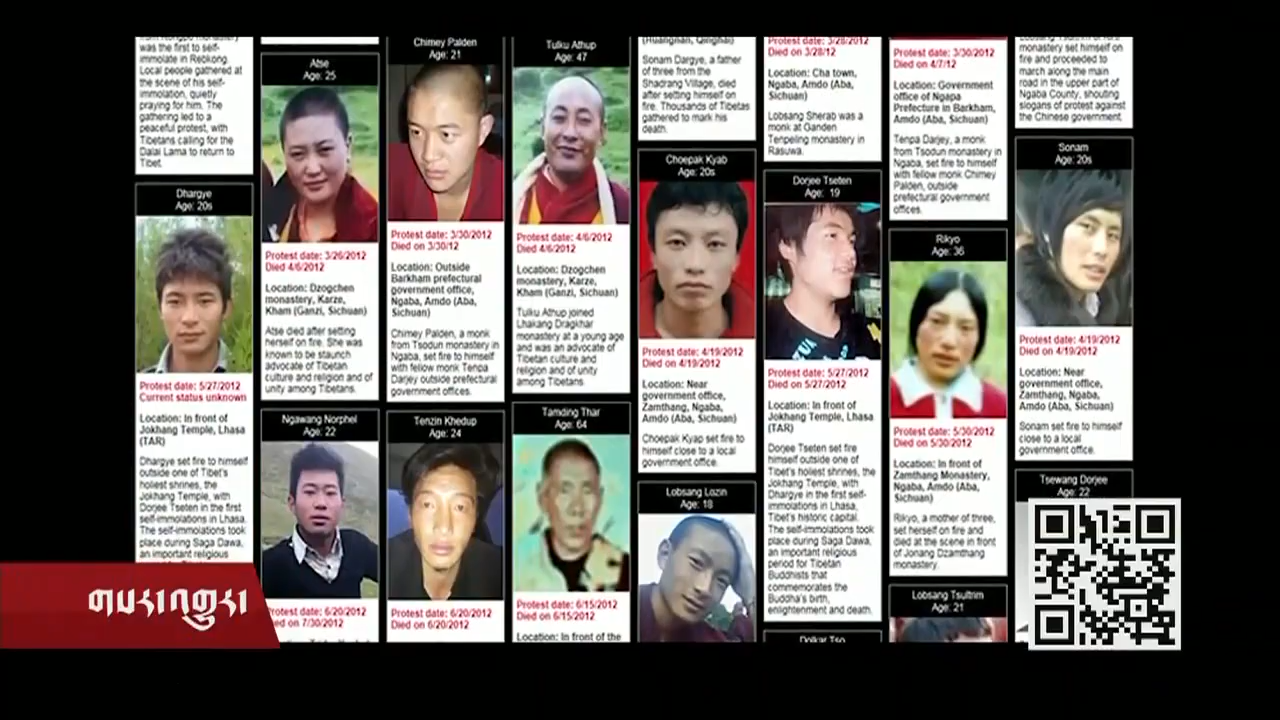 was the first to self-
immolate in Rebkong.
Local people gathered at
the scene of his self-
immolation, quietly
praying for him. The
gathering led to a
peaceful protest, with
Tibetans calling for the
Dalai Lama to return to
Tibet.
Dhargye
Age: 20s
Protest date: 5/27/2012
Current status unknown
Location: In front of
Jokhang Temple, Lhasa
(TAR)
Dhargye set fire to himself
outside one of Tibet's
holiest shrines, the
Jokhang Temple, with
Dorjee Tseten in the first
self-immolations in Lhasa.
The self-immolations took
place during Saga Dawa,
an important religious
Atse
Age: 25
Protest date: 3/26/2012
Died 4/6/2012
Location: Dzogchen
monastery, Karze,
Kham (Ganzi, Sichuan)
Atse died after setting
herself on fire. She was
known to be staunch
advocate of Tibetan
culture and religion and of
unity among Tibetans.
Ngawang Norphel
Age: 22
Protest date: 6/20/2012
on 7/30/2012
Chimey Palden
Age: 21
Protest date: 3/30/2012
Died on 3/30/12
Location: Outside
Barkham prefectural
government office,
Ngaba, Amdo (Aba,
Sichuan)
Chimey Palden, a monk
from Tsodun monastery in
Ngaba, set fire to himself
with fellow monk Tenpa
Darjey outside prefectural
government offices.
Tenzin Khedup
Age: 24
Protest date: 6/20/2012
Died on 6/20/2012
Tulku Athup
Age: 47
Protest date: 4/6/2012
Died 4/6/2012
Location: Dzogchen
monastery, Karze,
Kham (Ganzi, Sichuan)
Tulku Athup joined
Lhakang Dragkhar
monastery at a young age
and was an advocate of
Tibetan culture and
religion and of unity
among Tibetans.
Tamding Thar
Age: 64
Protest date: 6/15/2012
Died on 6/15/2012
Location: In front of the
(Huangnan, Qinghai)
Sonam Dargye, a father
of three from the
Shadrang Village, died
after setting himself on
fire. Thousands of Tibetas
gathered to mark his
death.
Choepak Kyab
Age: 20s
Protest date: 4/19/2012
Died on 4/19/2012
Location: Near
government office,
Zamthang, Ngaba,
Amdo (Aba, Sichuan)
Choepak Kyap set fire to
himself close to a local
government office.
Lobsang Lozin
Age: 18
Protest date: 3/28/2012
Died on 3/28/12
Location: Cha town,
Ngaba, Amdo (Aba,
Sichuan)
Lobsang Sherab was a
monk at Ganden
Tenpeling monastery in
Rasuwa.
Dorjee Tseten
Age: 19
Protest date: 5/27/2012
Died on 5/27/2012
Location: In front of
Jokhang Temple, Lhasa
(TAR)
Dorjee Tseten set fire
himself outside one of
Tibet's holiest shrines, the
Jokhang Temple, with
Dhargye in the first self-
immolations in Lhasa,
Tibet's historic capital.
The self-immolations took
place during Saga Dawa,
an important religious
period for Tibetan
Buddhists that
commemorates the
Buddha's birth,
enlightenment and death.
Dolkar Tso
Protest date: 3/30/2012
Died on 4/7/12
Location: Government
office of Ngapa
Prefecture in Barkham,
Amdo (Aba, Sichuan)
Tenpa Darjey, a monk
from Tsodun monastery in
Ngaba, set fire to himself
with fellow monk Chimey
Palden, outside
prefectural government
offices.
Rikyo
Age: 36
Protest date: 5/30/2012
Died on 5/30/2012
Location: In front of
Zamthang Monastery,
Ngaba, Amdo (Aba,
Sichuan)
Rikyo, a mother of three,
set herself on fire and
died at the scene in front
of Jonang Dzamthang
monastery.
Lobsang Tsultrim
Age: 21
monastery set himself on
fire and proceeded to
march along the main
road in the upper part of
Ngaba County, shouting
slogans of protest against
the Chinese government.
Sonam
Age: 20s
Protest date: 4/19/2012
Died on 4/19/2012
Location: Near
government office,
Zamthang, Ngaba,
Amdo (Aba, Sichuan)
Sonam set fire to himself
close to a local
government office.
Tsewang Dorjee
Age: 22